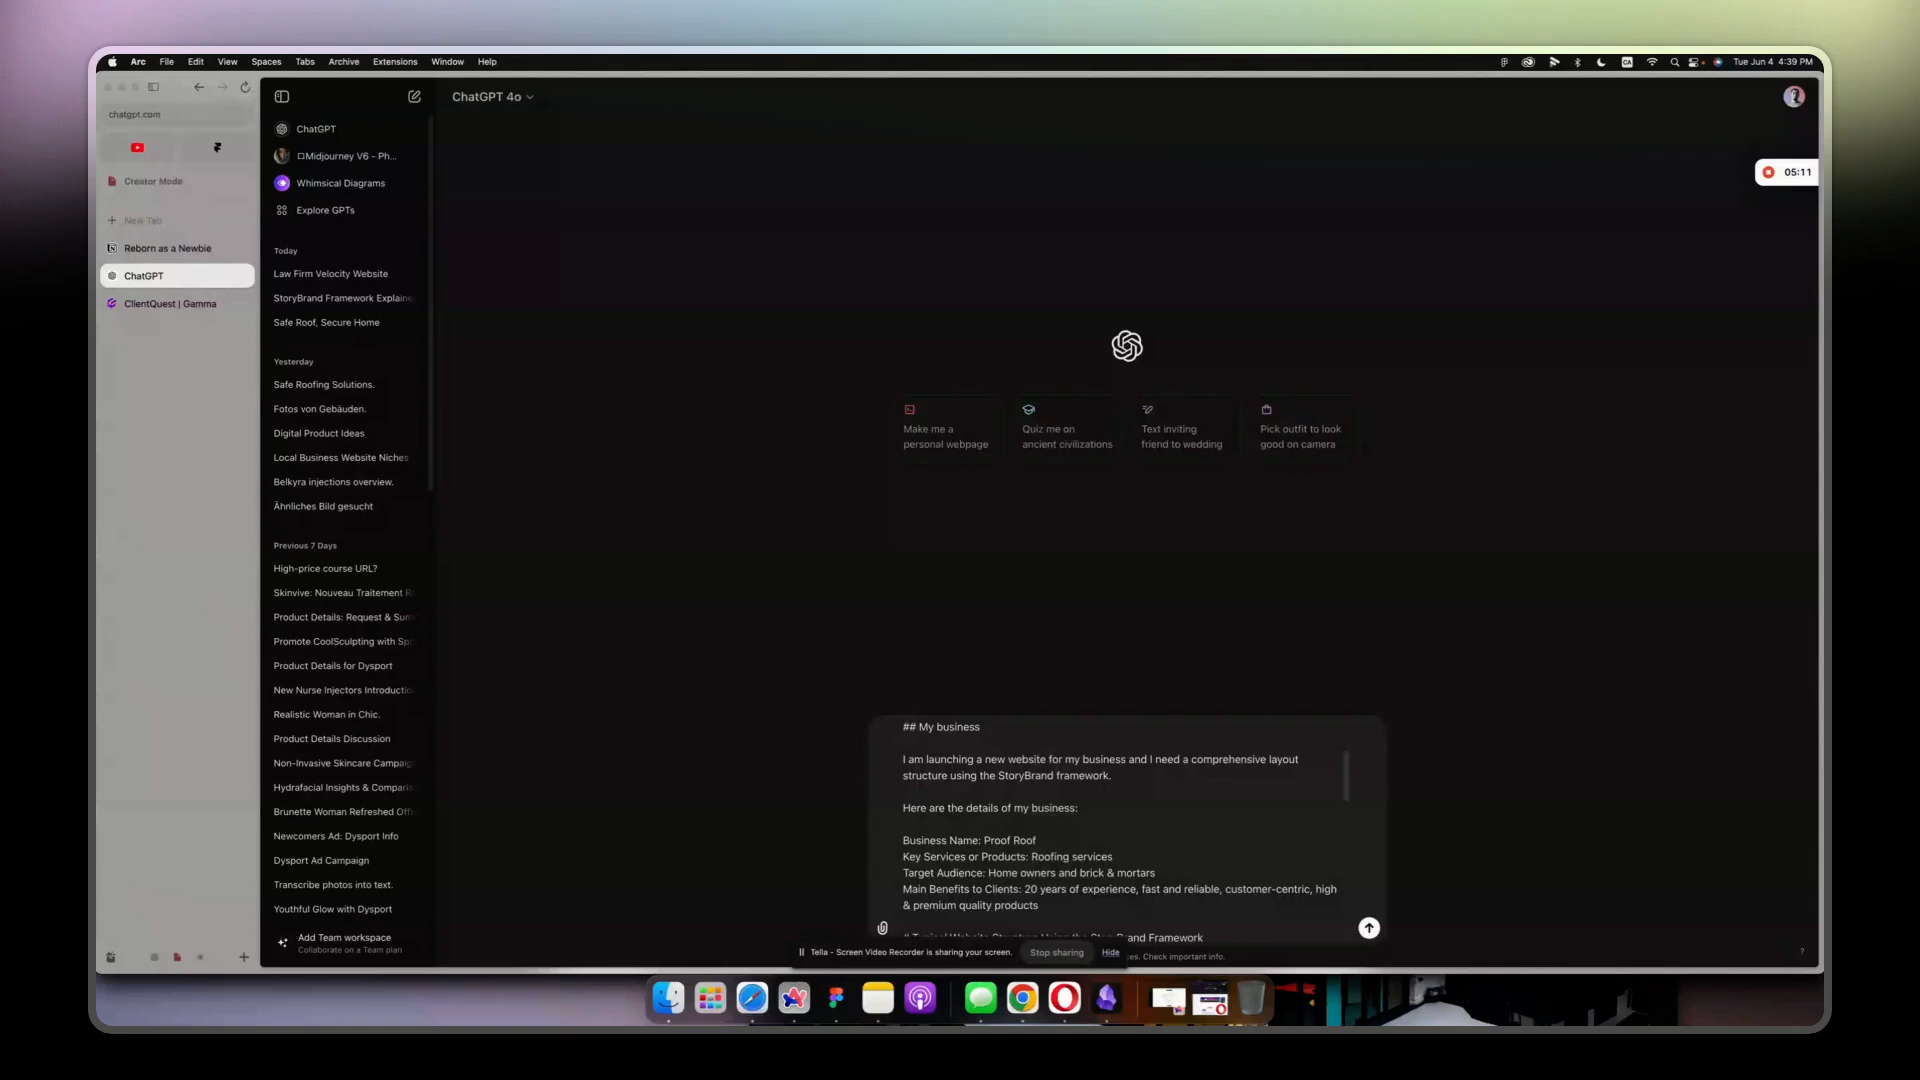 Arc File Edit View Spaces Tabs Archive Extensions Window Help
CA
Tue Jun 4 4:39 PM
chatgpt.com
Creator Mode
New Tab
Reborn as a Newbie
ChatGPT
ClientQuest | Gamma
ChatGPT
Midjourney V6 - Ph...
Whimsical Diagrams
Explore GPTs
Today
Law Firm Velocity Website
StoryBrand Framework Explaine
Safe Roof, Secure Home
Yesterday
Safe Roofing Solutions.
Fotos von Gebäuden.
Digital Product Ideas
Local Business Website Niches
Belkyra injections overview.
Ähnliches Bild gesucht
Previous 7 Days
High-price course URL?
Skinvive: Nouveau Traitement
Product Details: Request & Sum
Promote CoolSculpting with Spo
Product Details for Dysport
New Nurse Injectors Introductio
Realistic Woman in Chic.
Product Details Discussion
Non-Invasive Skincare Campaig
Hydrafacial Insights & Comparis
Brunette Woman Refreshed Off
Newcomers Ad: Dysport Info
Dysport Ad Campaign
Transcribe photos into text.
Youthful Glow with Dysport
Add Team workspace
Collaborate on a Team plan
ChatGPT 4o
05:11
Make me a
personal webpage
Quiz me on
ancient civilizations
Text inviting
friend to wedding
Pick outfit to look
good on camera
## My business
I am launching a new website for my business and I need a comprehensive layout
structure using the StoryBrand framework.
Here are the details of my business:
Business Name: Proof Roof
Key Services or Products: Roofing services
Target Audience: Home owners and brick & mortars
Main Benefits to Clients: 20 years of experience, fast and reliable, customer-centric, high
& premium quality products
# Typical Website Structure Using the StoryBrand Framework
Tella - Screen Video Recorder is sharing your screen.
Stop sharing
Hide
es. Check important info.
?